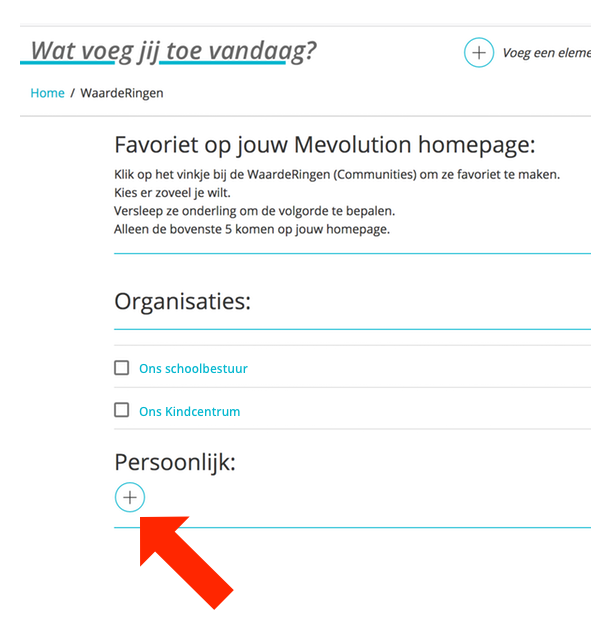 Wat voeg jij toe vandaag?
Voeg een eleme
Home / WaardeRingen
Favoriet op jouw Mevolution homepage:
Klik op het vinkje bij de WaardeRingen (Communities) om ze favoriet te maken.
Kies er zoveel je wilt.
Versleep ze onderling om de volgorde te bepalen.
Alleen de bovenste 5 komen op jouw homepage.
Organisaties:
Ons schoolbestuur
Ons Kindcentrum
Persoonlijk: